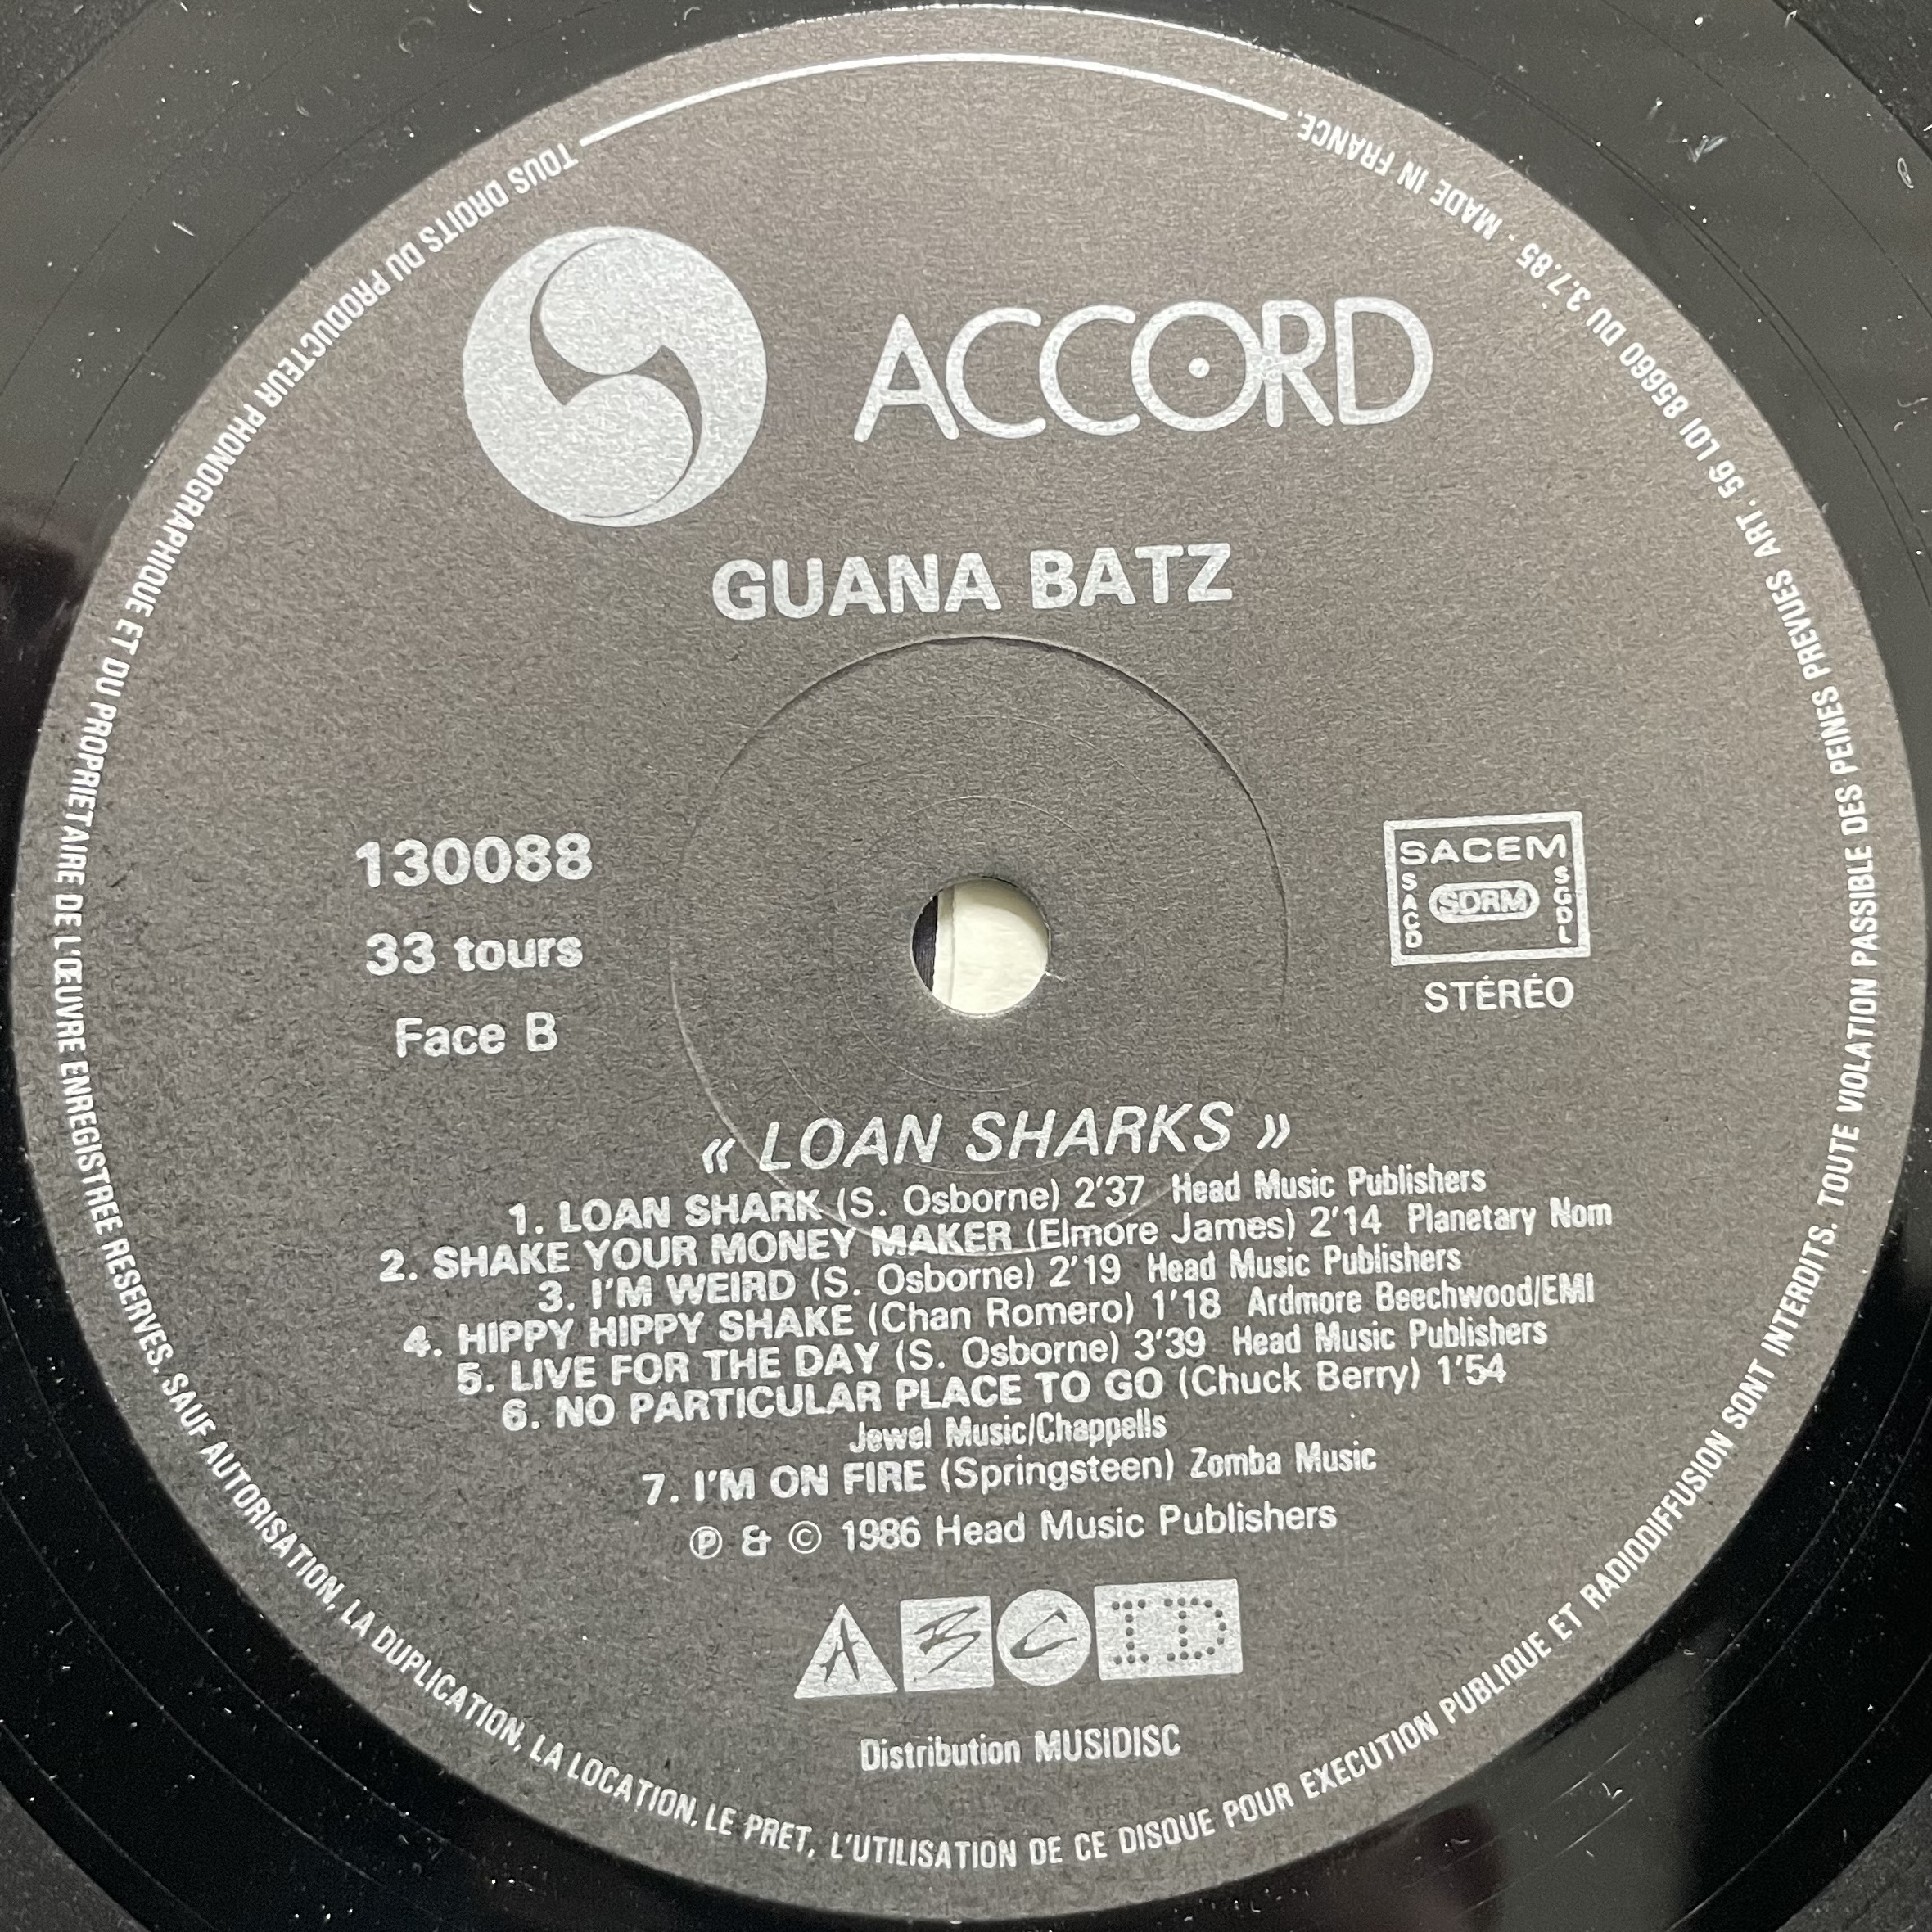 ACCORD
GUANA BATZ
130088
33 tours
Face B
SACEM
SACD
SDRM
SGDL
STÉRÉO
« LOAN SHARKS »
1. LOAN SHARK (S. Osborne) 2'37 Head Music Publishers
2. SHAKE YOUR MONEY MAKER (Elmore James) 2'14 Planetary Nom
3. I'M WEIRD (S. Osborne) 2'19 Head Music Publishers
4. HIPPY HIPPY SHAKE (Chan Romero) 1'18 Ardmore Beechwood/EMI
5. LIVE FOR THE DAY (S. Osborne) 3'39 Head Music Publishers
6. NO PARTICULAR PLACE TO GO (Chuck Berry) 1'54
Jewel Music/Chappells
7. I'M ON FIRE (Springsteen) Zomba Music
℗ & © 1986 Head Music Publishers
A B C I D
Distribution MUSIDISC
TOUS DROITS DU PRODUCTEUR PHONOGRAPHIQUE ET DU PROPRIETAIRE DE L'ŒUVRE ENREGISTREE RESERVES. SAUF AUTORISATION, LA DUPLICATION, LA LOCATION, LE PRET, L'UTILISATION DE CE DISQUE POUR EXECUTION PUBLIQUE ET RADIODIFFUSION SONT INTERDITS. TOUTE VIOLATION PASSIBLE DES PEINES PREVUES ART. 56 LOI 85660 DU 3.7.85 - MADE IN FRANCE.